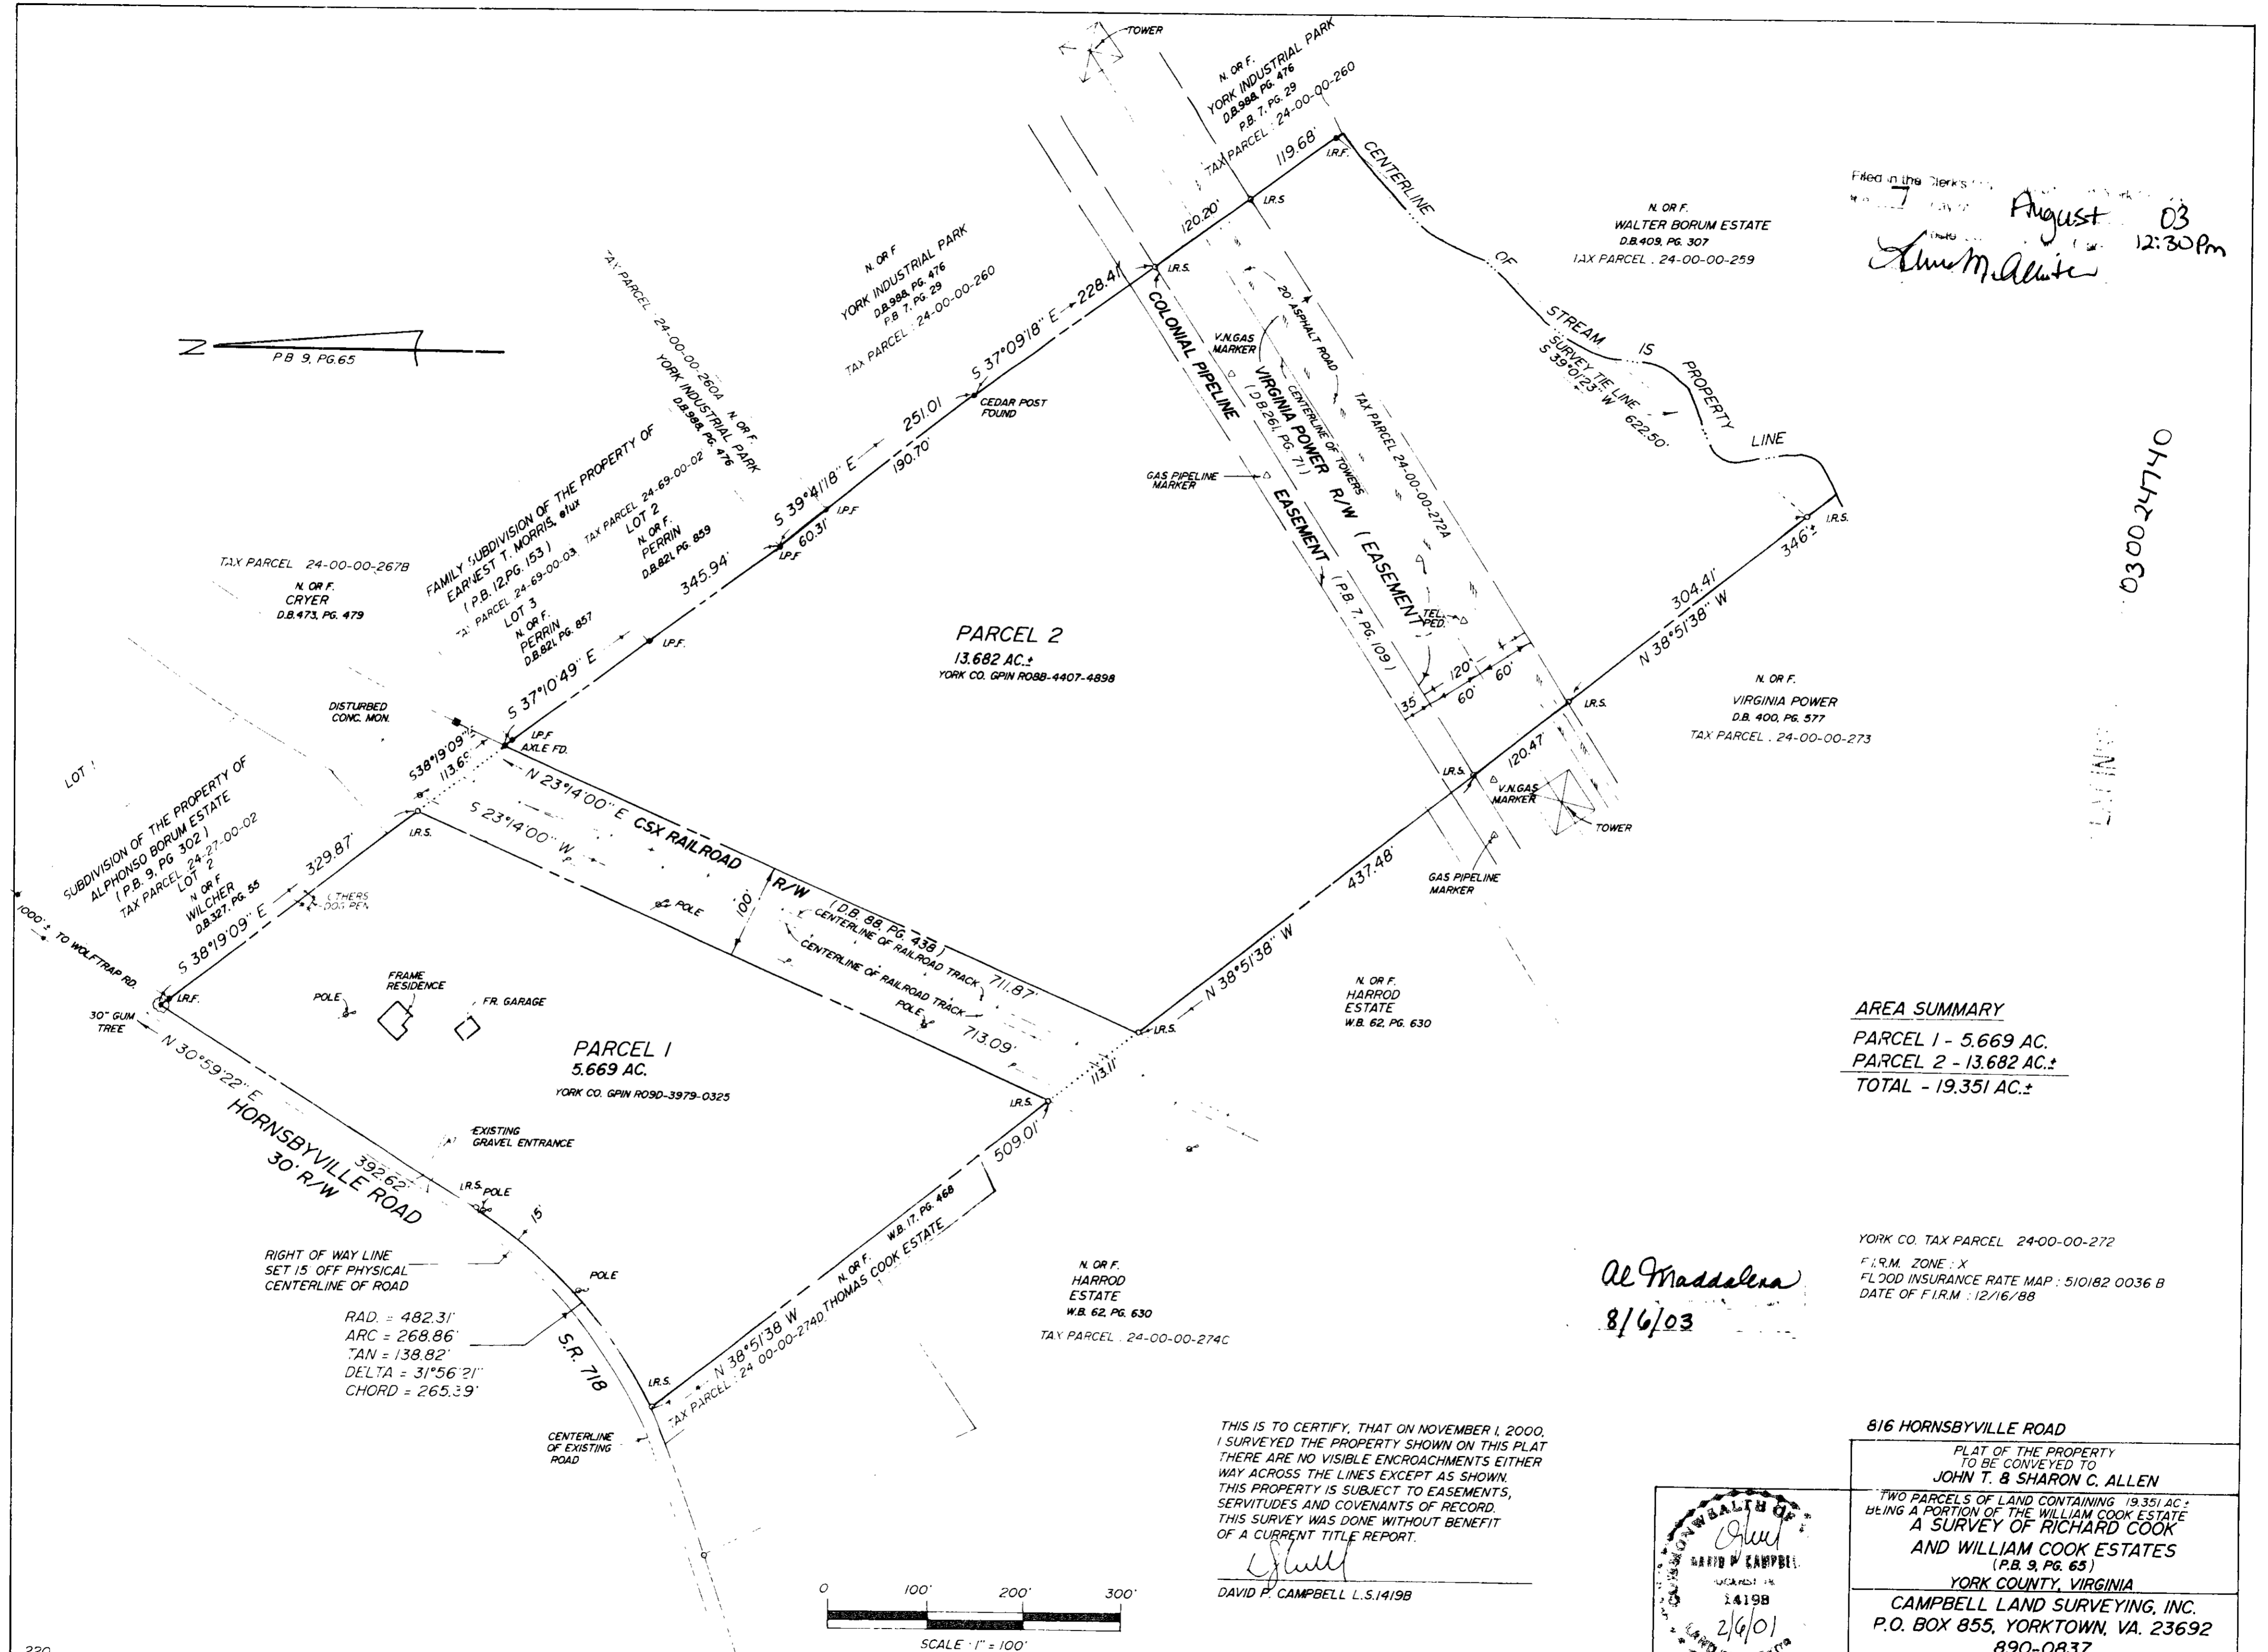 TOWER
N. OR F.
YORK INDUSTRIAL PARK
D.B.988, PG. 476
P.B. 7, PG. 29
TAX PARCEL : 24-00-00-260
119.68'
I.R.F.
120.20'
I.R.S
CENTERLINE OF STREAM IS PROPERTY LINE
SURVEY TIE LINE
S 39°01'23" W 622.50'
N. OR F.
WALTER BORUM ESTATE
D.B.409, PG. 307
TAX PARCEL . 24-00-00-259
Filed in the Clerk's
7
August 03
12:30 Pm
030024740
N
P B 9, PG.65
TAX PARCEL : 24-00-00-260A
N. OR F.
YORK INDUSTRIAL PARK
D.B.988, PG. 476
N. OR F
YORK INDUSTRIAL PARK
D.B.988, PG. 476
P.B 7, PG. 29
TAX PARCEL : 24-00-00-260
S 37°09'18" E
228.41'
I.R.S.
CEDAR POST
FOUND
251.01
S 39°41'18" E
190.70'
I.P.F
60.31'
I.P.F
345.94'
I.P.F.
S 37°10'49" E
FAMILY SUBDIVISION OF THE PROPERTY OF
EARNEST T. MORRIS, etux
( P.B. 12,PG. 153 )
TAX PARCEL 24-69-00-02
LOT 2
N. OR F.
PERRIN
D.B.821, PG. 859
TAX PARCEL : 24-69-00-03
LOT 3
N. OR F.
PERRIN
D.B.821, PG. 857
TAX PARCEL 24-00-00-267B
N. OR F.
CRYER
D.B.473, PG. 479
COLONIAL PIPELINE EASEMENT ( P.B. 7, PG. 109 )
V.N.GAS
MARKER
20' ASPHALT ROAD
VIRGINIA POWER R/W ( EASEMENT )
( D.B.261, PG. 71 )
CENTERLINE OF TOWERS
TAX PARCEL 24-00-00-272A
GAS PIPELINE
MARKER
TEL.
PED.
35'
120'
60'
60'
I.R.S.
346'±
304.41'
N 38°51'38" W
I.R.S.
120.47'
I.R.S.
V.N.GAS
MARKER
TOWER
GAS PIPELINE
MARKER
N. OR F.
VIRGINIA POWER
D.B. 400, PG. 577
TAX PARCEL . 24-00-00-273
PARCEL 2
13.682 AC.±
YORK CO. GPIN RO8B-4407-4898
DISTURBED
CONC. MON.
I.P.F
AXLE FD.
S38°19'09"E
N 23°14'00" E
CSX RAILROAD R/W
( D.B. 88, PG. 438 )
S 23°14'00" W
CENTERLINE OF RAILROAD TRACK
CENTERLINE OF RAILROAD TRACK
100'
POLE
POLE
711.87'
713.09'
I.R.S.
437.48'
N 38°51'38" W
I.R.S.
113.11'
I.R.S.
LOT 1
SUBDIVISION OF THE PROPERTY OF
ALPHONSO BORUM ESTATE
( P.B. 9, PG 302 )
TAX PARCEL 24-27-00-02
LOT 2
N. OR F
WILCHER
D.B.327, PG. 55
329.87'
S 38°19'09" E
OTHERS
DOG PEN
1000'± TO WOLFTRAP RD.
I.R.F.
30" GUM
TREE
POLE
FRAME
RESIDENCE
FR. GARAGE
PARCEL 1
5.669 AC.
YORK CO. GPIN RO9D-3979-0325
N 30°59'22" E
392.62'
HORNSBYVILLE ROAD
30' R/W
EXISTING
GRAVEL ENTRANCE
I.R.S.
POLE
15'
RIGHT OF WAY LINE
SET 15' OFF PHYSICAL
CENTERLINE OF ROAD
POLE
RAD. = 482.31'
ARC = 268.86'
TAN = 138.82'
DELTA = 31°56'21"
CHORD = 265.39'
S.R. 718
I.R.S.
CENTERLINE
OF EXISTING
ROAD
509.01'
N 38°51'38 W
N. OR F. W.B. 17, PG. 468
THOMAS COOK ESTATE
TAX PARCEL : 24 00-00-274D
N. OR F.
HARROD
ESTATE
W.B. 62, PG. 630
N. OR F.
HARROD
ESTATE
W.B. 62, PG. 630
TAX PARCEL : 24-00-00-274C
AREA SUMMARY
PARCEL 1 - 5.669 AC.
PARCEL 2 - 13.682 AC.±
TOTAL - 19.351 AC.±
YORK CO. TAX PARCEL 24-00-00-272
F.I.R.M. ZONE : X
FLOOD INSURANCE RATE MAP : 510182 0036 B
DATE OF F.I.R.M : 12/16/88
Al Maddalena
8/6/03
THIS IS TO CERTIFY, THAT ON NOVEMBER 1, 2000,
I SURVEYED THE PROPERTY SHOWN ON THIS PLAT
THERE ARE NO VISIBLE ENCROACHMENTS EITHER
WAY ACROSS THE LINES EXCEPT AS SHOWN.
THIS PROPERTY IS SUBJECT TO EASEMENTS,
SERVITUDES AND COVENANTS OF RECORD.
THIS SURVEY WAS DONE WITHOUT BENEFIT
OF A CURRENT TITLE REPORT.
DAVID P. CAMPBELL L.S.1419B
0 100' 200' 300'
SCALE : 1" = 100'
COMMONWEALTH OF
DAVID P. CAMPBELL
1419B
2/6/01
816 HORNSBYVILLE ROAD
PLAT OF THE PROPERTY
TO BE CONVEYED TO
JOHN T. & SHARON C. ALLEN
TWO PARCELS OF LAND CONTAINING 19.351 AC±
BEING A PORTION OF THE WILLIAM COOK ESTATE
A SURVEY OF RICHARD COOK
AND WILLIAM COOK ESTATES
(P.B. 9, PG. 65)
YORK COUNTY, VIRGINIA
CAMPBELL LAND SURVEYING, INC.
P.O. BOX 855, YORKTOWN, VA. 23692
890-0837